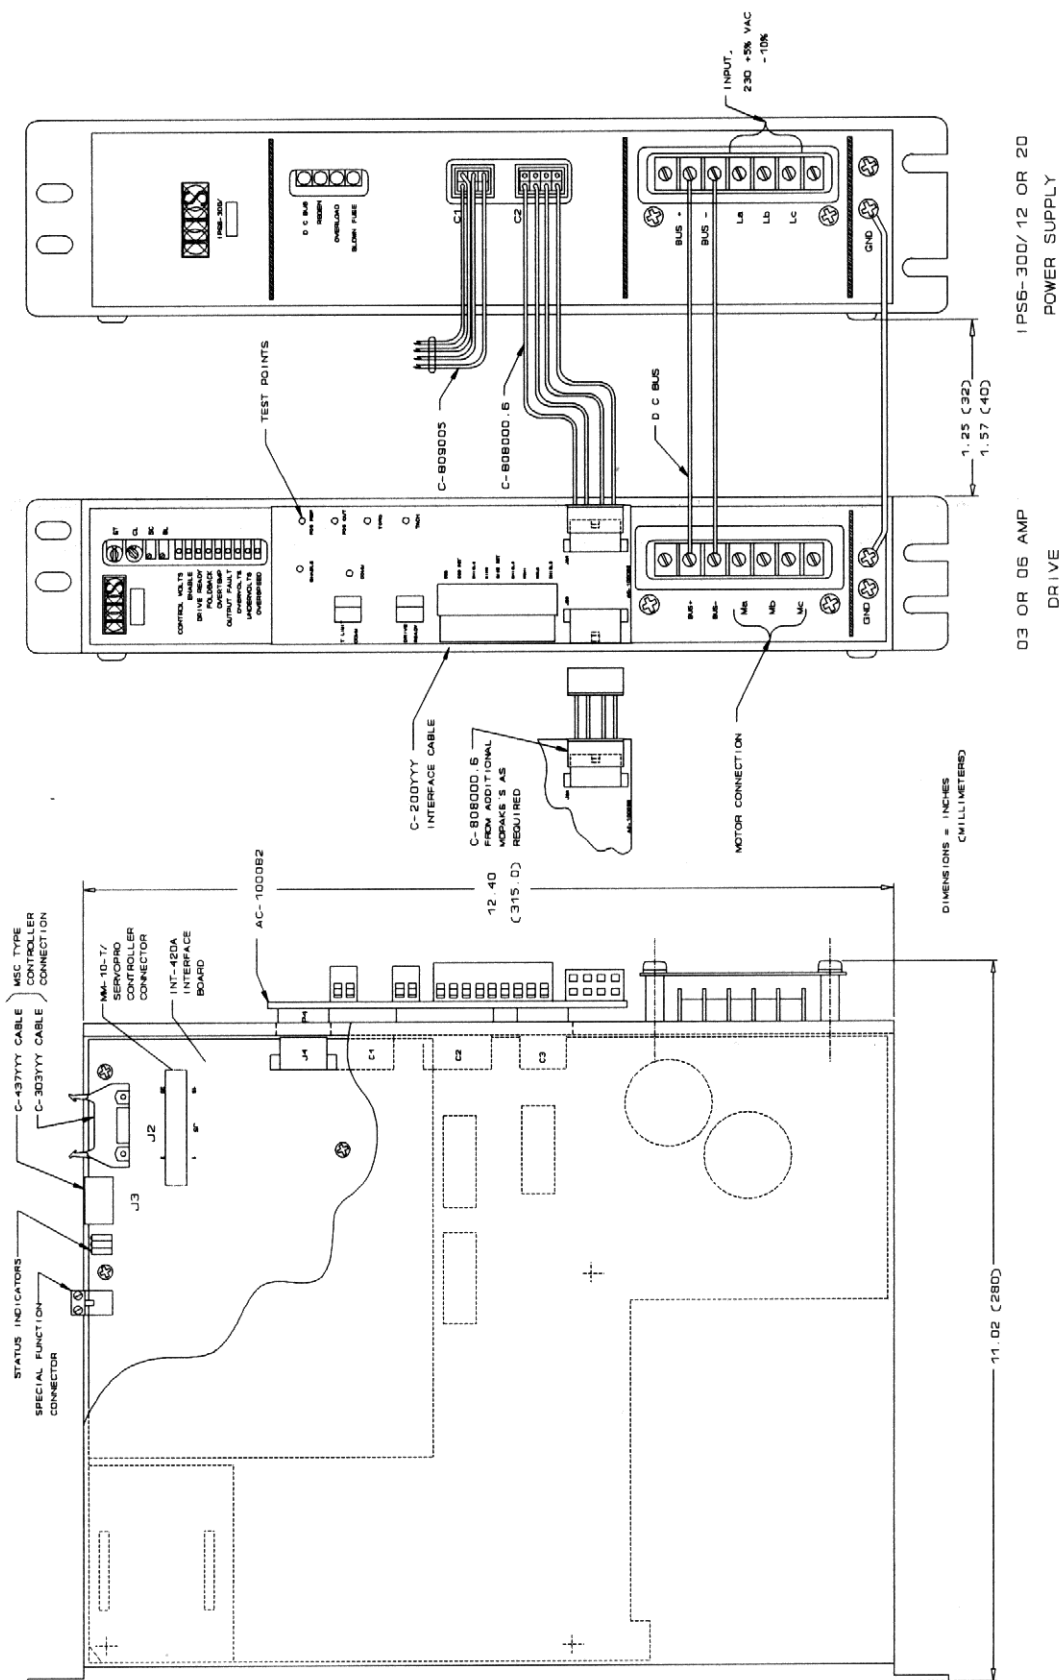 STATUS INDICATORS
SPECIAL FUNCTION
CONNECTOR
C-437YYY CABLE
C-303YYY CABLE
MSC TYPE
CONTROLLER
CONNECTION
MM-10-T/
SERVOPRO
CONTROLLER
CONNECTOR
INT-420A
INTERFACE
BOARD
J3
J2
J4
P4
C1
C2
C3
AC-100082
12.40
(315.0)
11.02 (280)
DIMENSIONS = INCHES
(MILLIMETERS)
C-200YYY
INTERFACE CABLE
C-808000.6
FROM ADDITIONAL
MDPAK6'S AS
REQUIRED
MOTOR CONNECTION
ST
CL
SC
BL
CONTROL VOLTS
ENABLE
DRIVE READY
FOLDBACK
OVERTEMP
OUTPUT FAULT
OVERVOLTS
UNDERVOLTS
OVERSPEED
ENABLE
TEST POINTS
BUS+
BUS-
Ma
Mb
Mc
GND
03 OR 06 AMP
DRIVE
C-809005
C-808000.6
D C BUS
1.25 (32)
1.57 (40)
IPS6-300/
D C BUS
REGEN
OVERLOAD
BLOWN FUSE
C1
C2
BUS +
BUS -
La
Lb
Lc
GND
INPUT,
230 +5% VAC
-10%
IPS6-300/12 OR 20
POWER SUPPLY